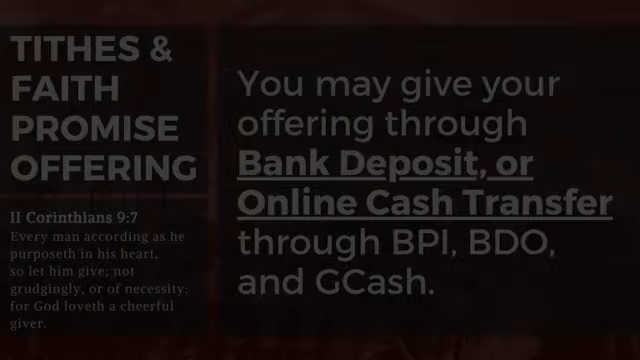 TITHES &
FAITH
PROMISE
OFFERING
II Corinthians 9:7
Every man according as he
purposeth in his heart,
so let him give; not
grudgingly, or of necessity:
for God loveth a cheerful
giver.
You may give your
offering through
Bank Deposit, or
Online Cash Transfer
through BPI, BDO,
and GCash.